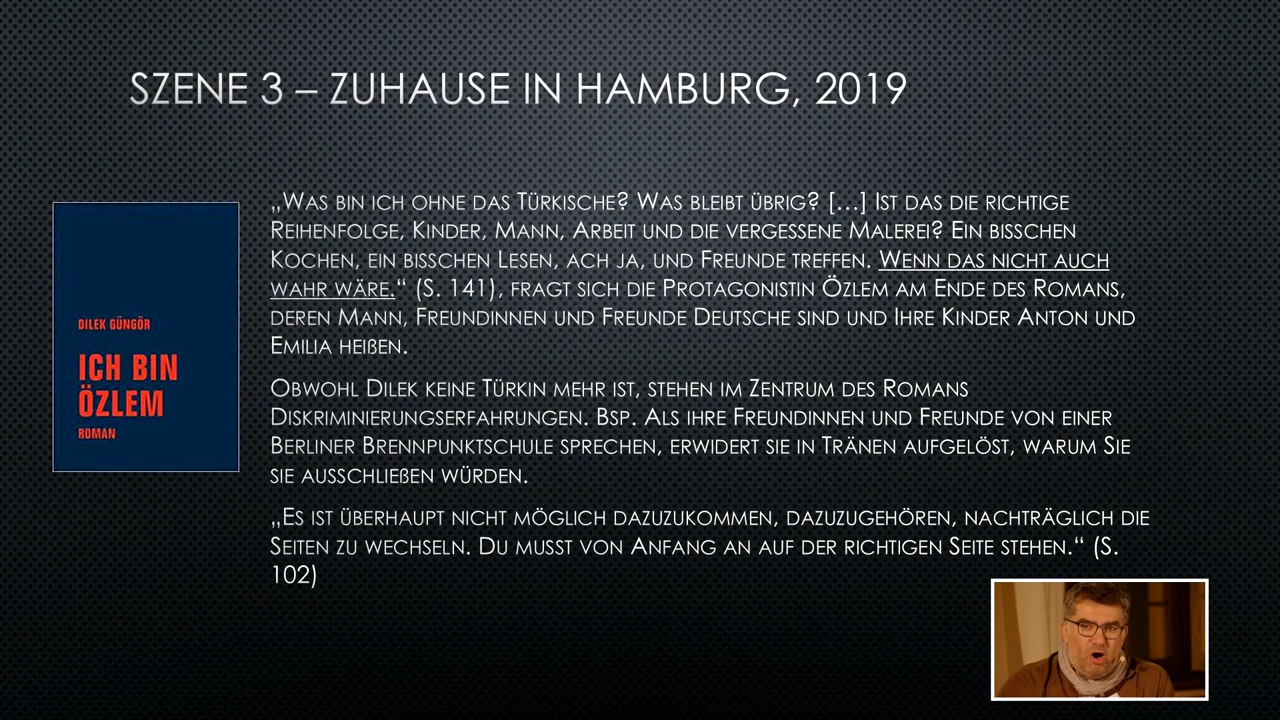 SZENE 3 – ZUHAUSE IN HAMBURG, 2019
DILEK GÜNGÖR
ICH BIN
ÖZLEM
ROMAN
„WAS BIN ICH OHNE DAS TÜRKISCHE? WAS BLEIBT ÜBRIG? […] IST DAS DIE RICHTIGE
REIHENFOLGE, KINDER, MANN, ARBEIT UND DIE VERGESSENE MALEREI? EIN BISSCHEN
KOCHEN, EIN BISSCHEN LESEN, ACH JA, UND FREUNDE TREFFEN. WENN DAS NICHT AUCH
WAHR WÄRE.“ (S. 141), FRAGT SICH DIE PROTAGONISTIN ÖZLEM AM ENDE DES ROMANS,
DEREN MANN, FREUNDINNEN UND FREUNDE DEUTSCHE SIND UND IHRE KINDER ANTON UND
EMILIA HEIßEN.
OBWOHL DILEK KEINE TÜRKIN MEHR IST, STEHEN IM ZENTRUM DES ROMANS
DISKRIMINIERUNGSERFAHRUNGEN. BSP. ALS IHRE FREUNDINNEN UND FREUNDE VON EINER
BERLINER BRENNPUNKTSCHULE SPRECHEN, ERWIDERT SIE IN TRÄNEN AUFGELÖST, WARUM SIE
SIE AUSSCHLIEßEN WÜRDEN.
„ES IST ÜBERHAUPT NICHT MÖGLICH DAZUZUKOMMEN, DAZUZUGEHÖREN, NACHTRÄGLICH DIE
SEITEN ZU WECHSELN. DU MUSST VON ANFANG AN AUF DER RICHTIGEN SEITE STEHEN.“ (S.
102)